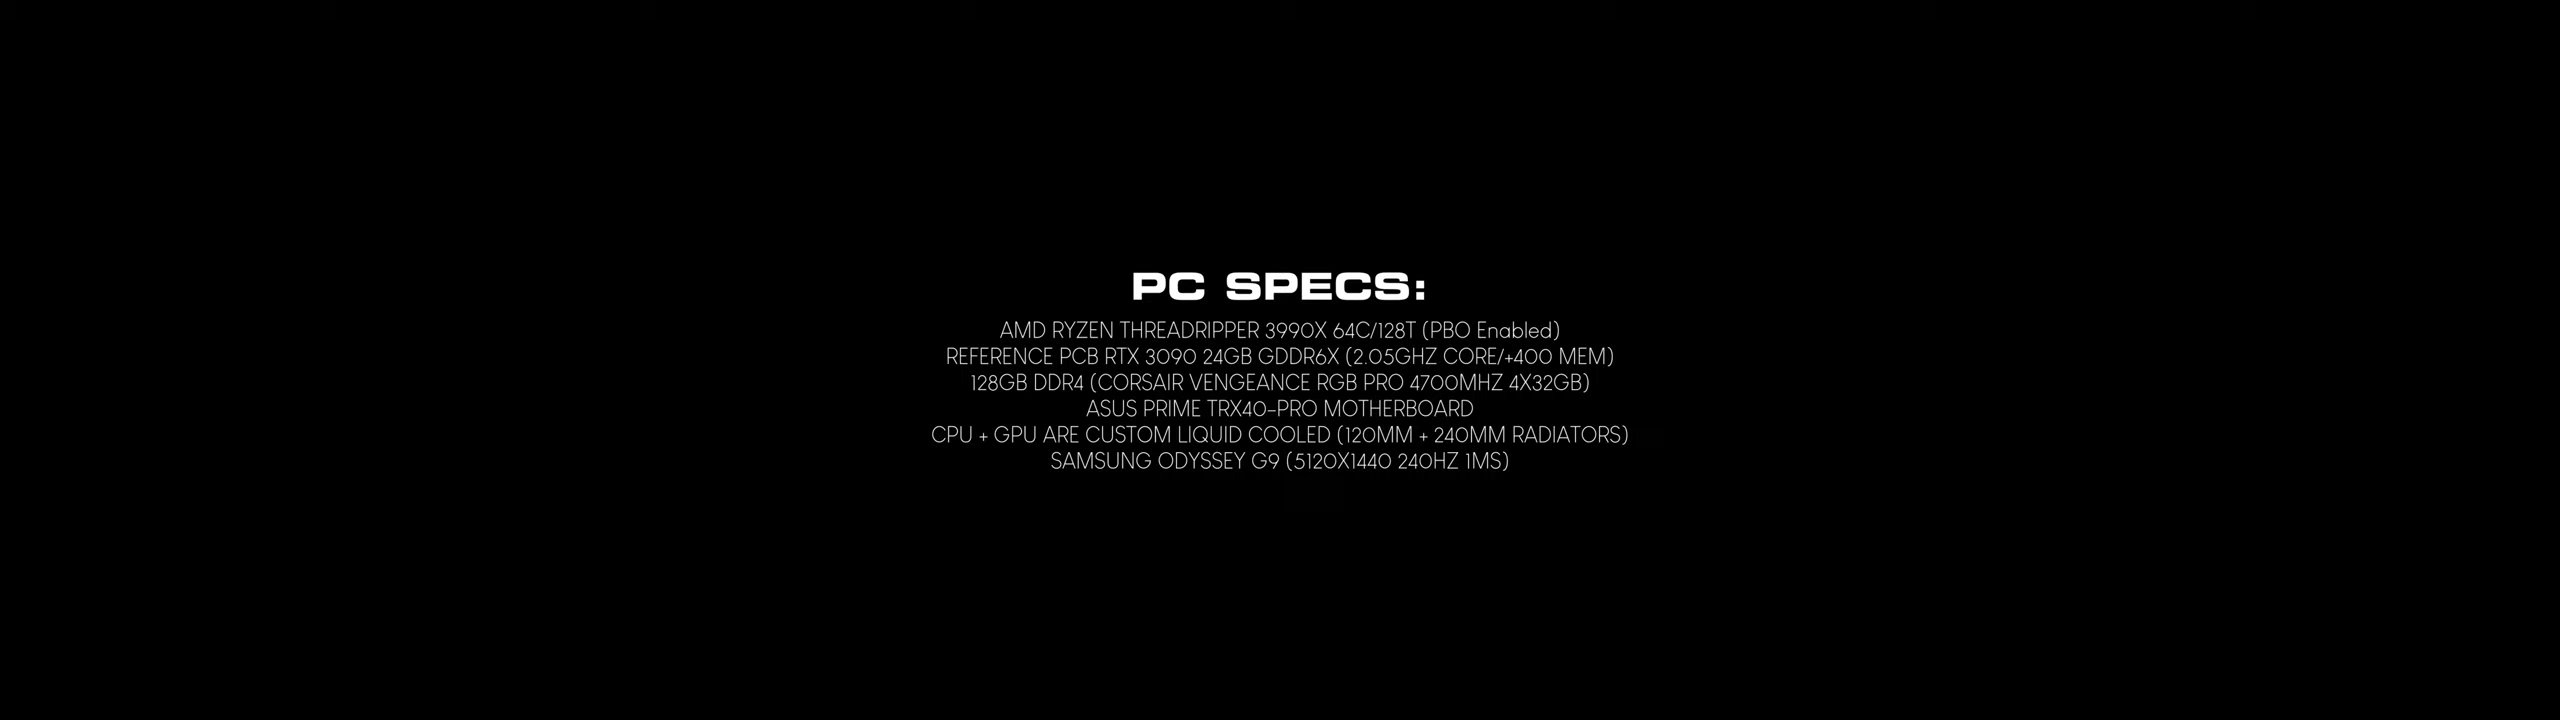 PC SPECS:
AMD RYZEN THREADRIPPER 3990X 64C/128T (PBO Enabled)
REFERENCE PCB RTX 3090 24GB GDDR6X (2.05GHZ CORE/+400 MEM)
128GB DDR4 (CORSAIR VENGEANCE RGB PRO 4700MHZ 4X32GB)
ASUS PRIME TRX40-PRO MOTHERBOARD
CPU + GPU ARE CUSTOM LIQUID COOLED (120MM + 240MM RADIATORS)
SAMSUNG ODYSSEY G9 (5120X1440 240HZ 1MS)